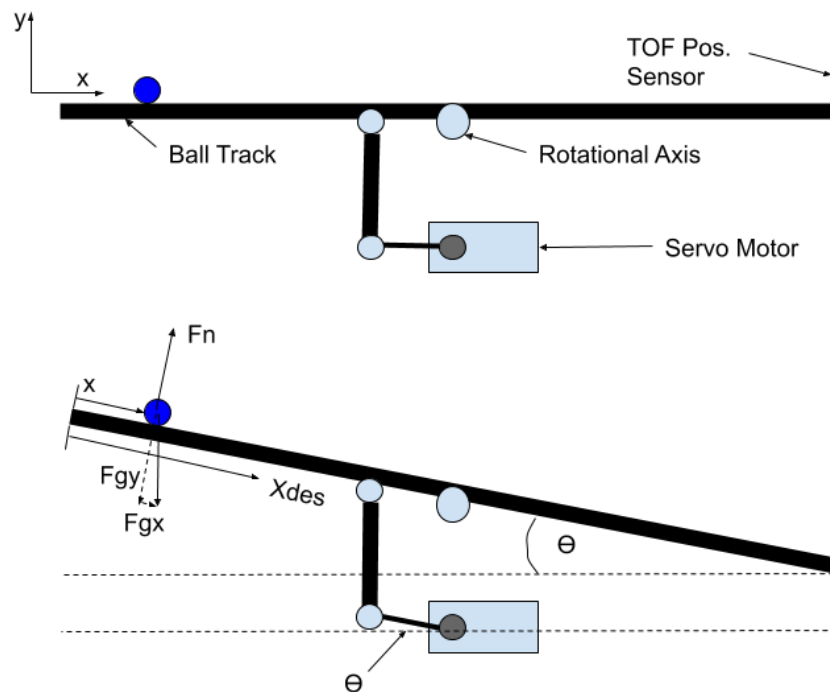 y
x
TOF Pos.
Sensor
Ball Track
Rotational Axis
Servo Motor
Fn
x
Fgy
Xdes
Fgx
Ө
Ө